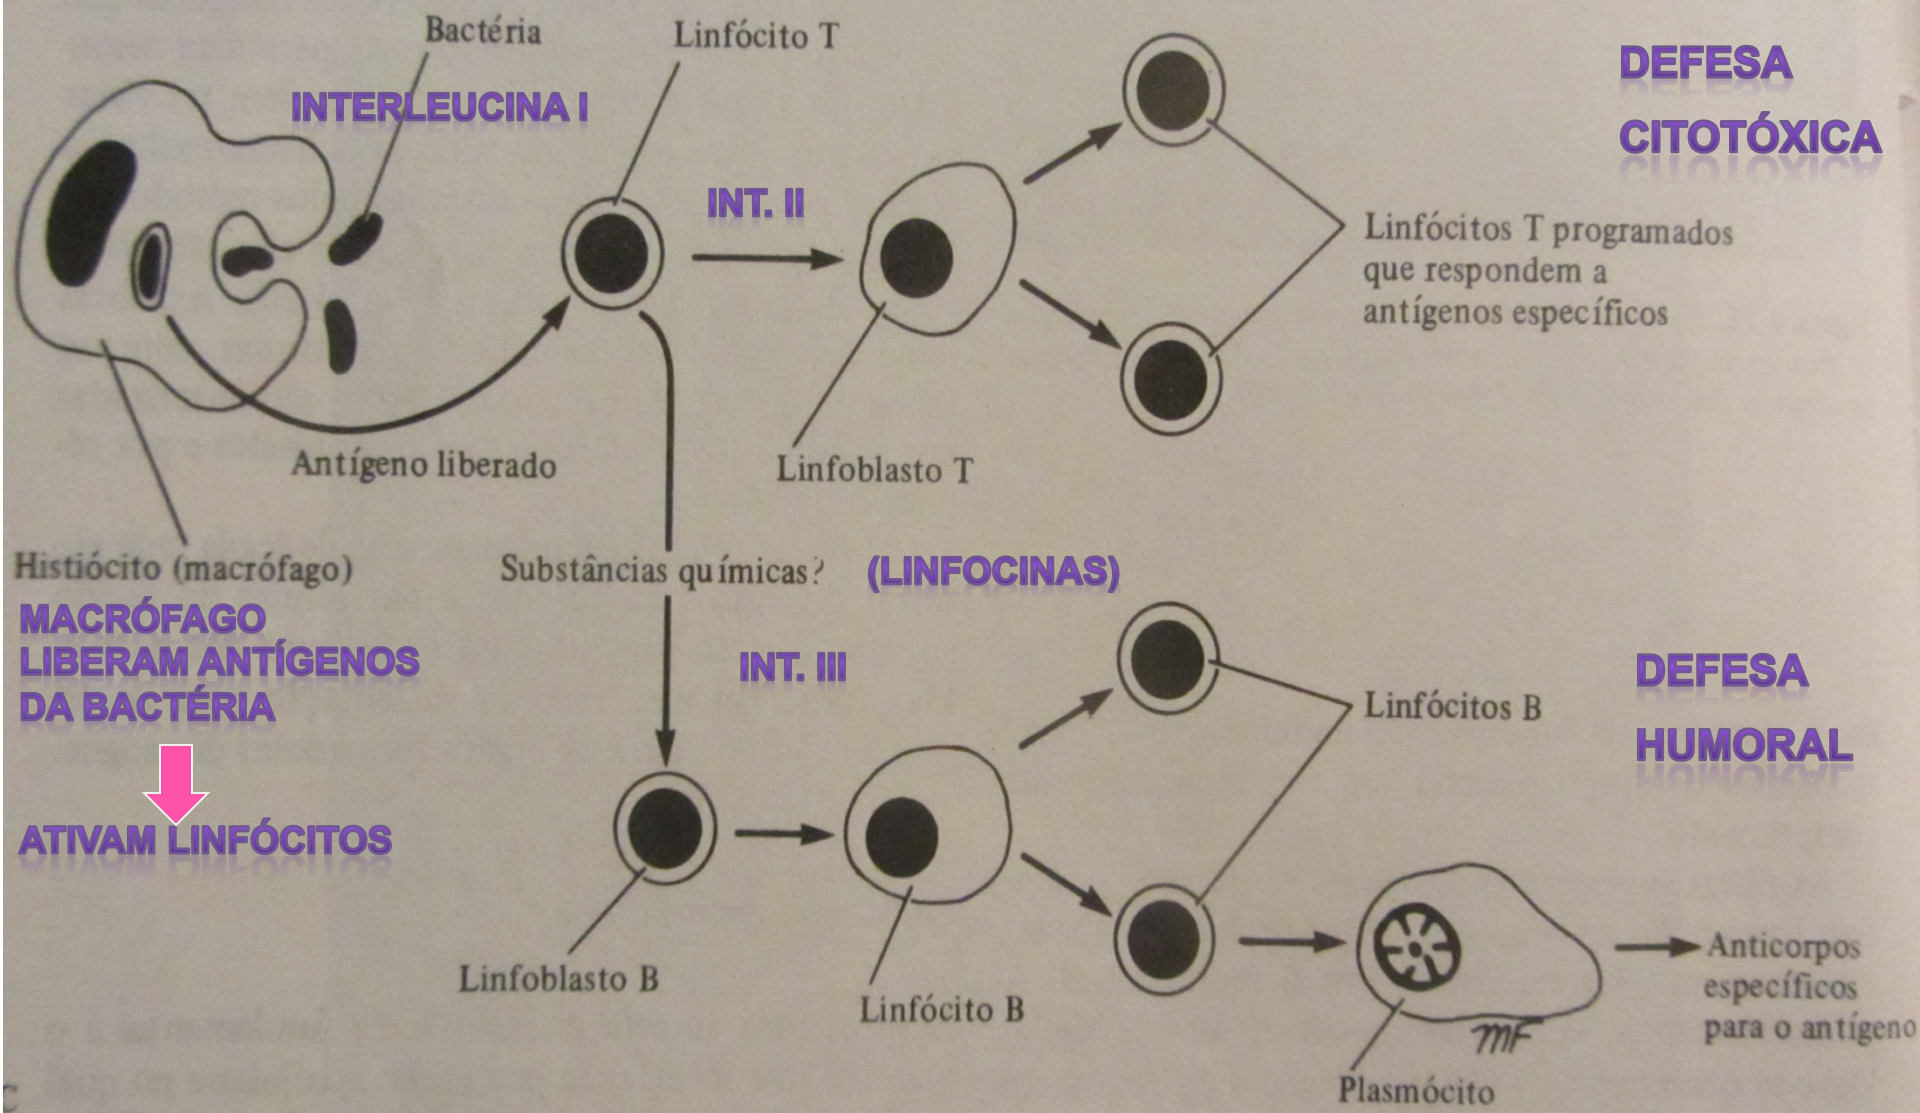 Bactéria
Linfócito T
DEFESA
CITOTÓXICA
INTERLEUCINA I
INT. II
Linfócitos T programados
que respondem a
antígenos específicos
Antígeno liberado
Linfoblasto T
Histiócito (macrófago)
Substâncias químicas?
(LINFOCINAS)
MACRÓFAGO
LIBERAM ANTÍGENOS
DA BACTÉRIA
ATIVAM LINFÓCITOS
INT. III
Linfócitos B
DEFESA
HUMORAL
Linfoblasto B
Linfócito B
Anticorpos
específicos
para o antígeno
MF
Plasmócito
C